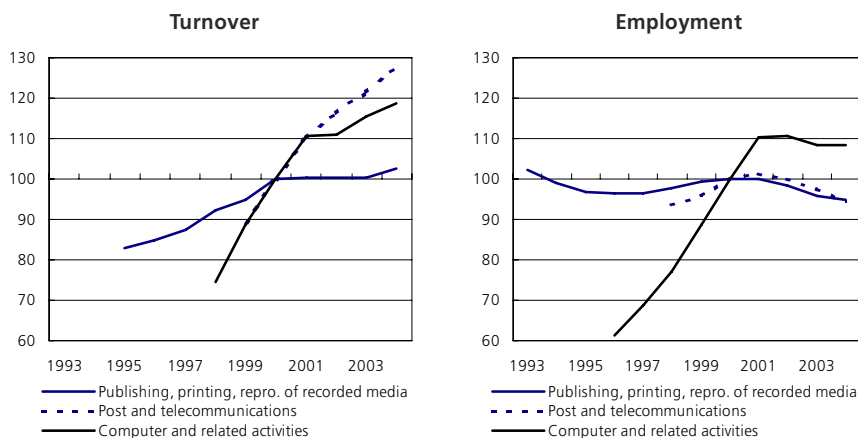 Turnover
130
120
110
100
90
80
70
60
1993 1995 1997 1999 2001 2003
Publishing, printing, repro. of recorded media
Post and telecommunications
Computer and related activities
Employment
130
120
110
100
90
80
70
60
1993 1995 1997 1999 2001 2003
Publishing, printing, repro. of recorded media
Post and telecommunications
Computer and related activities